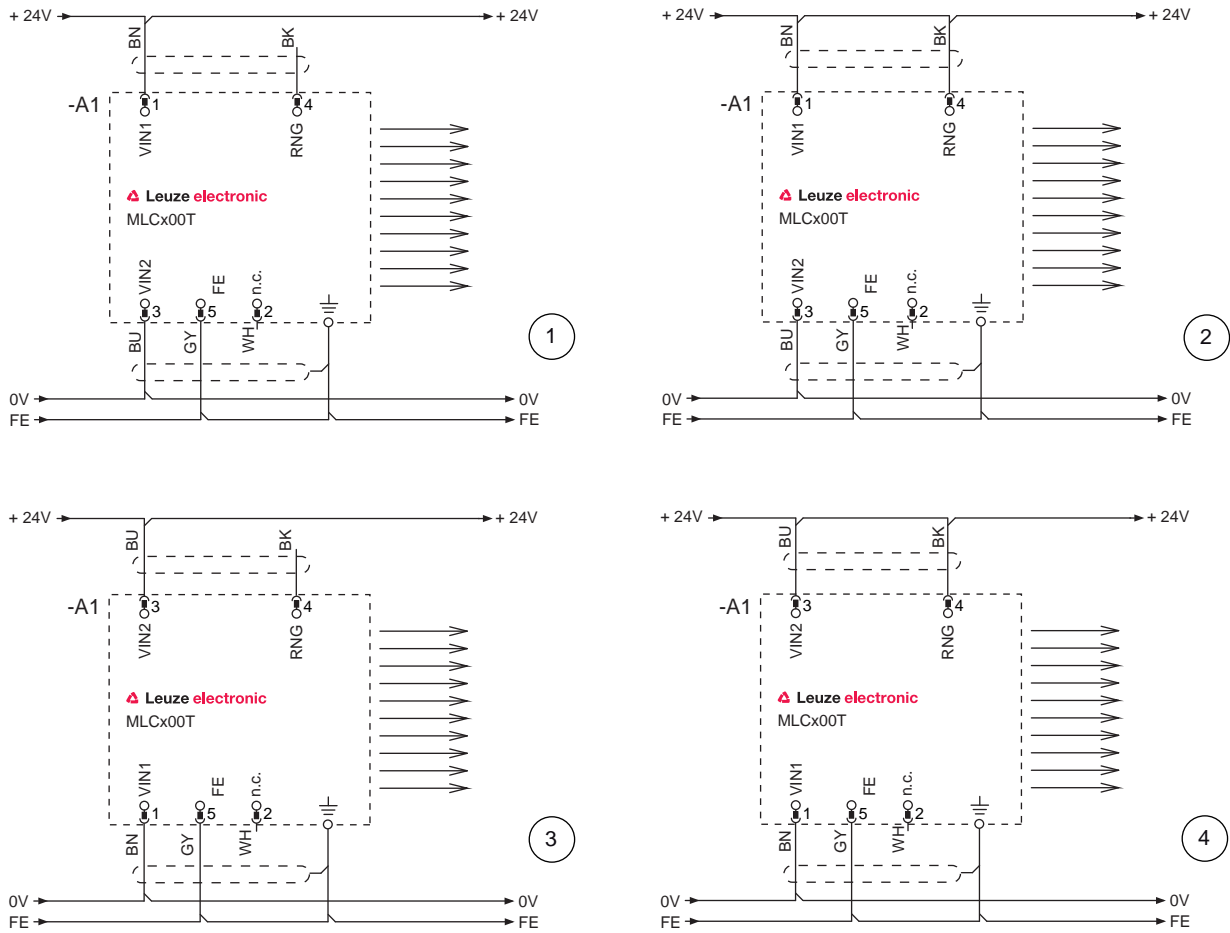 + 24V + 24V
BN BK
-A1
1 4
VIN1 RNG
Leuze electronic
MLCx00T
VIN2 FE n.c.
3 5 2
BU GY WH
1
0V 0V
FE FE
+ 24V + 24V
BN BK
-A1
1 4
VIN1 RNG
Leuze electronic
MLCx00T
VIN2 FE n.c.
3 5 2
BU GY WH
2
0V 0V
FE FE
+ 24V + 24V
BU BK
-A1
3 4
VIN2 RNG
Leuze electronic
MLCx00T
VIN1 FE n.c.
1 5 2
BN GY WH
3
0V 0V
FE FE
+ 24V + 24V
BU BK
-A1
3 4
VIN2 RNG
Leuze electronic
MLCx00T
VIN1 FE n.c.
1 5 2
BN GY WH
4
0V 0V
FE FE